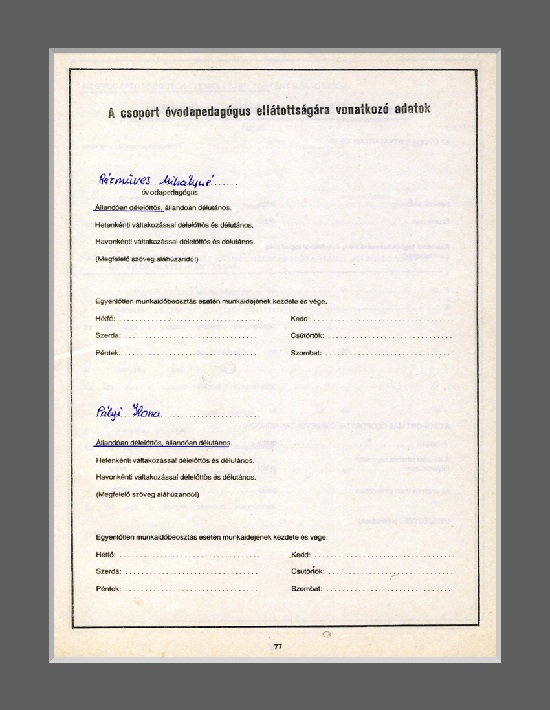 A csoport óvodapedagógus ellátottságára vonatkozó adatok
Rézműves Mihályné
óvodapedagógus
Állandóan délelőttös, állandóan délutános.
Hetenkénti váltakozással délelőttös és délutános.
Havonkénti váltakozással délelőttös és délutános.
(Megfelelő szöveg aláhúzandó!)
Egyenlőtlen munkaidőbeosztás esetén munkaidejének kezdete és vége.
Hétfő: Kedd:
Szerda: Csütörtök:
Péntek: Szombat:
Pályi Ilona
Állandóan délelőttös, állandóan délutános.
Hetenkénti váltakozással délelőttös és délutános.
Havonkénti váltakozással délelőttös és délutános.
(Megfelelő szöveg aláhúzandó!)
Egyenlőtlen munkaidőbeosztás esetén munkaidejének kezdete és vége.
Hétfő: Kedd:
Szerda: Csütörtök:
Péntek: Szombat:
77